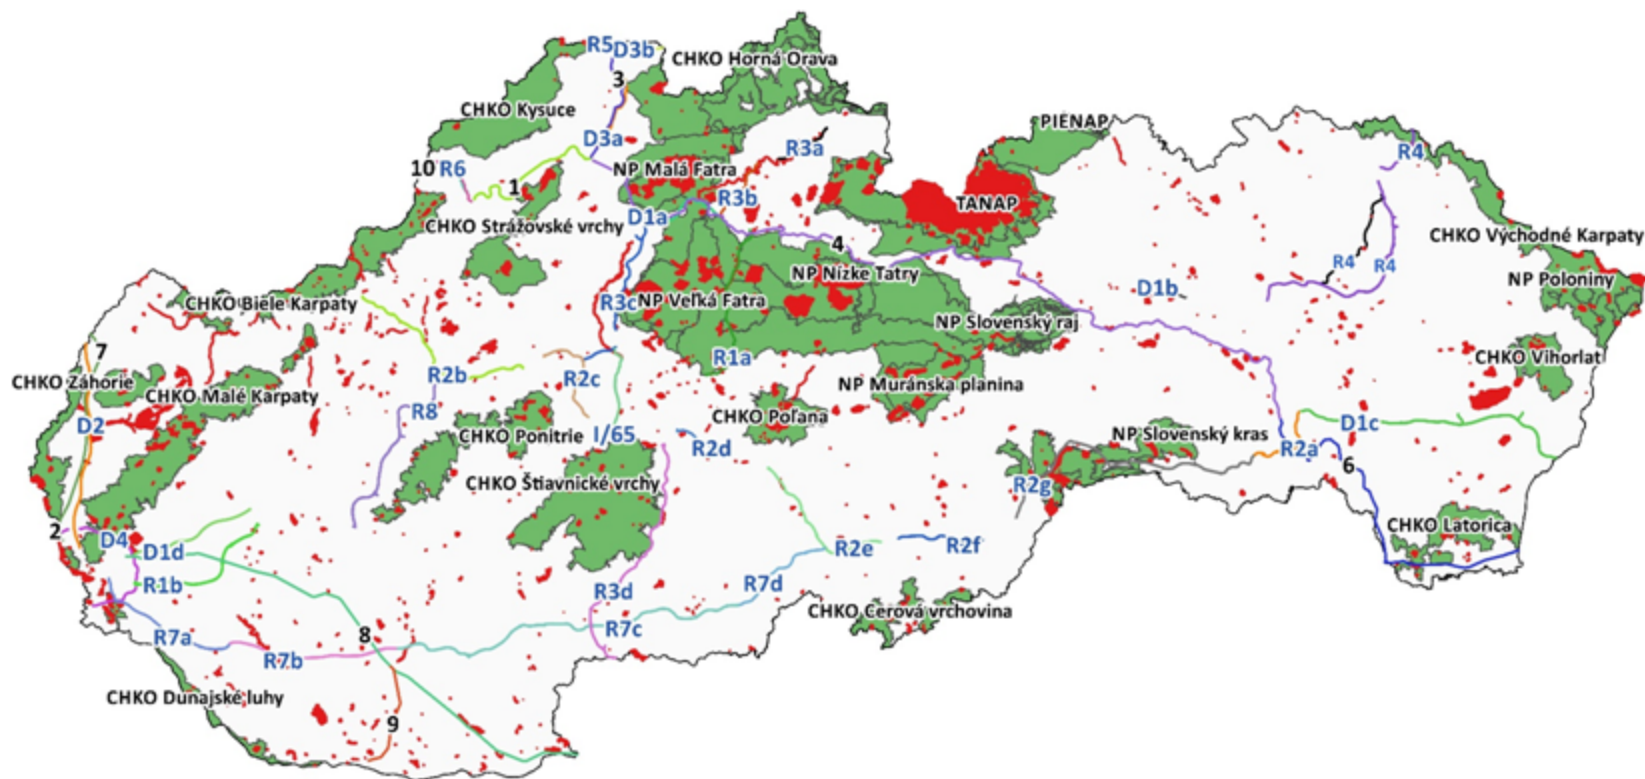 R5
D3b
CHKO Horná Orava
3
CHKO Kysuce
PIENAP
D3a
R3a
R4
10
R6
NP Malá Fatra
1
R3b
TANAP
D1a
CHKO Strážovské vrchy
4
CHKO Východné Karpaty
R4
R4
NP Nízke Tatry
NP Poloniny
D1b
CHKO Biele Karpaty
R3c
NP Veľká Fatra
NP Slovenský raj
7
R1a
CHKO Vihorlat
CHKO Záhorie
R2b
R2c
NP Muránska planina
CHKO Malé Karpaty
R8
CHKO Poľana
D2
D1c
CHKO Ponitrie
I/65
NP Slovenský kras
R2d
R2a
6
CHKO Štiavnické vrchy
R2g
2
CHKO Latorica
D4
D1d
R2e
R2f
R1b
R7d
R3d
CHKO Cerová vrchovina
R7a
8
R7c
R7b
CHKO Dunajské luhy
9